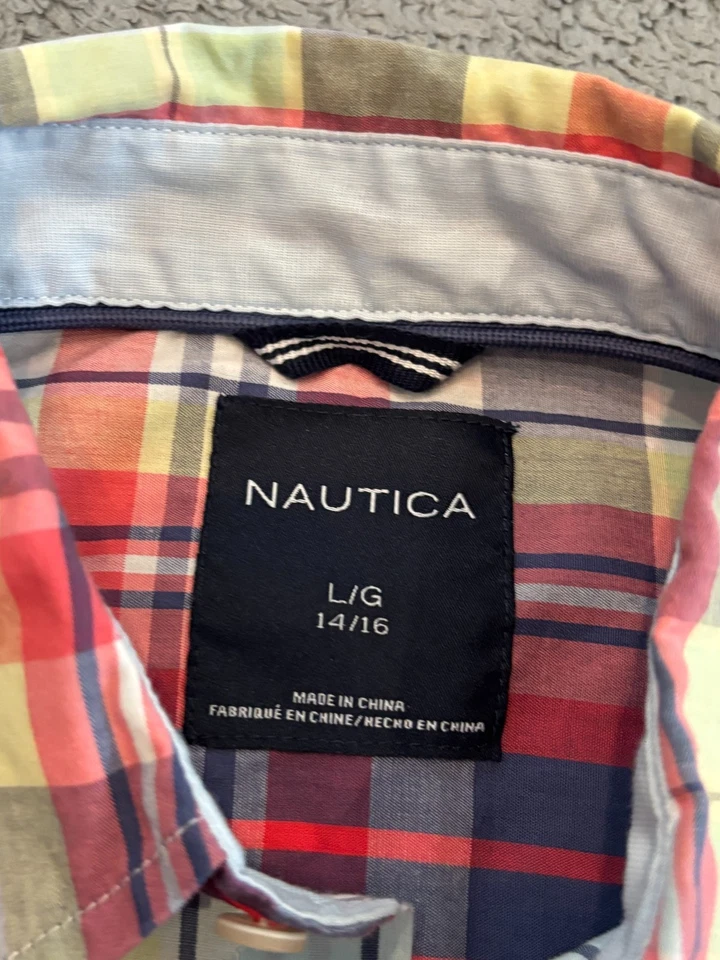 NAUTICA
L/G
14/16
MADE IN CHINA
FABRIQUÉ EN CHINE/HECHO EN CHINA